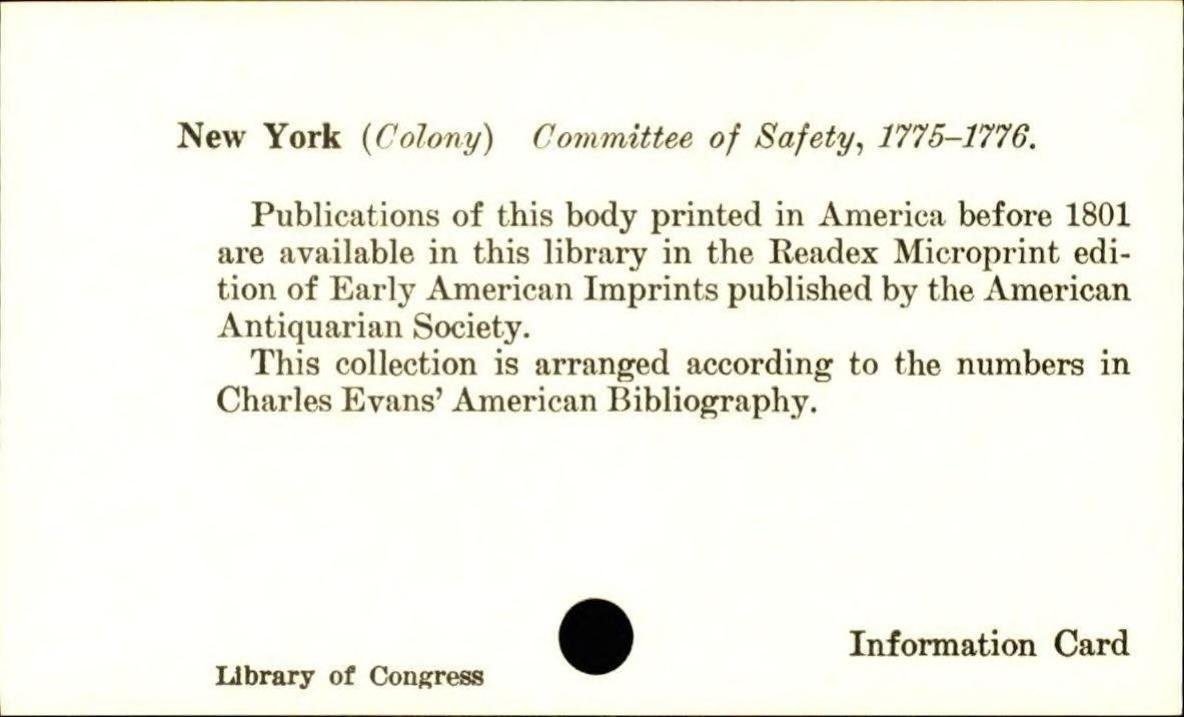 New York (Colony) Committee of Safety, 1775–1776.
Publications of this body printed in America before 1801
are available in this library in the Readex Microprint edi-
tion of Early American Imprints published by the American
Antiquarian Society.
This collection is arranged according to the numbers in
Charles Evans’ American Bibliography.
Information Card
Library of Congress